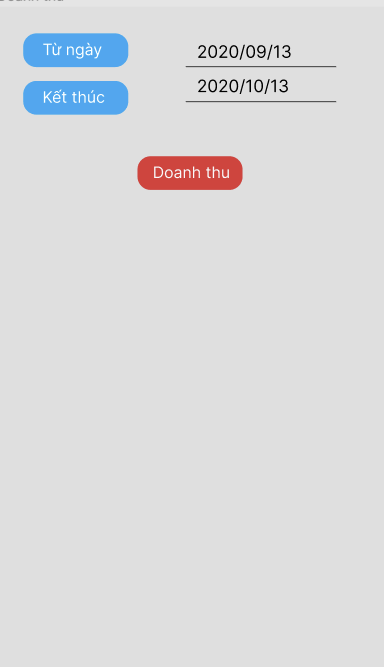 Từ ngày
2020/09/13
Kết thúc
2020/10/13
Doanh thu